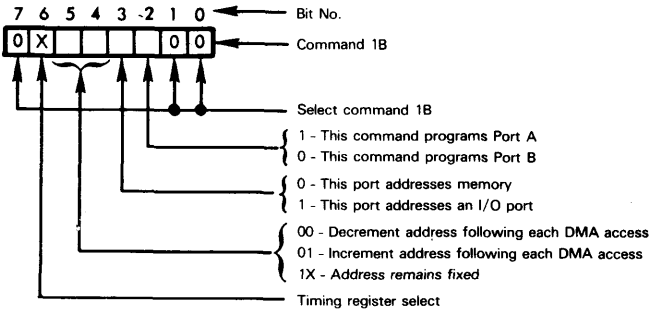 7 6 5 4 3 -2 1 0 Bit No.
0 X 0 0 Command 1B
Select command 1B
1 - This command programs Port A
0 - This command programs Port B
0 - This port addresses memory
1 - This port addresses an I/O port
00 - Decrement address following each DMA access
01 - Increment address following each DMA access
1X - Address remains fixed
Timing register select